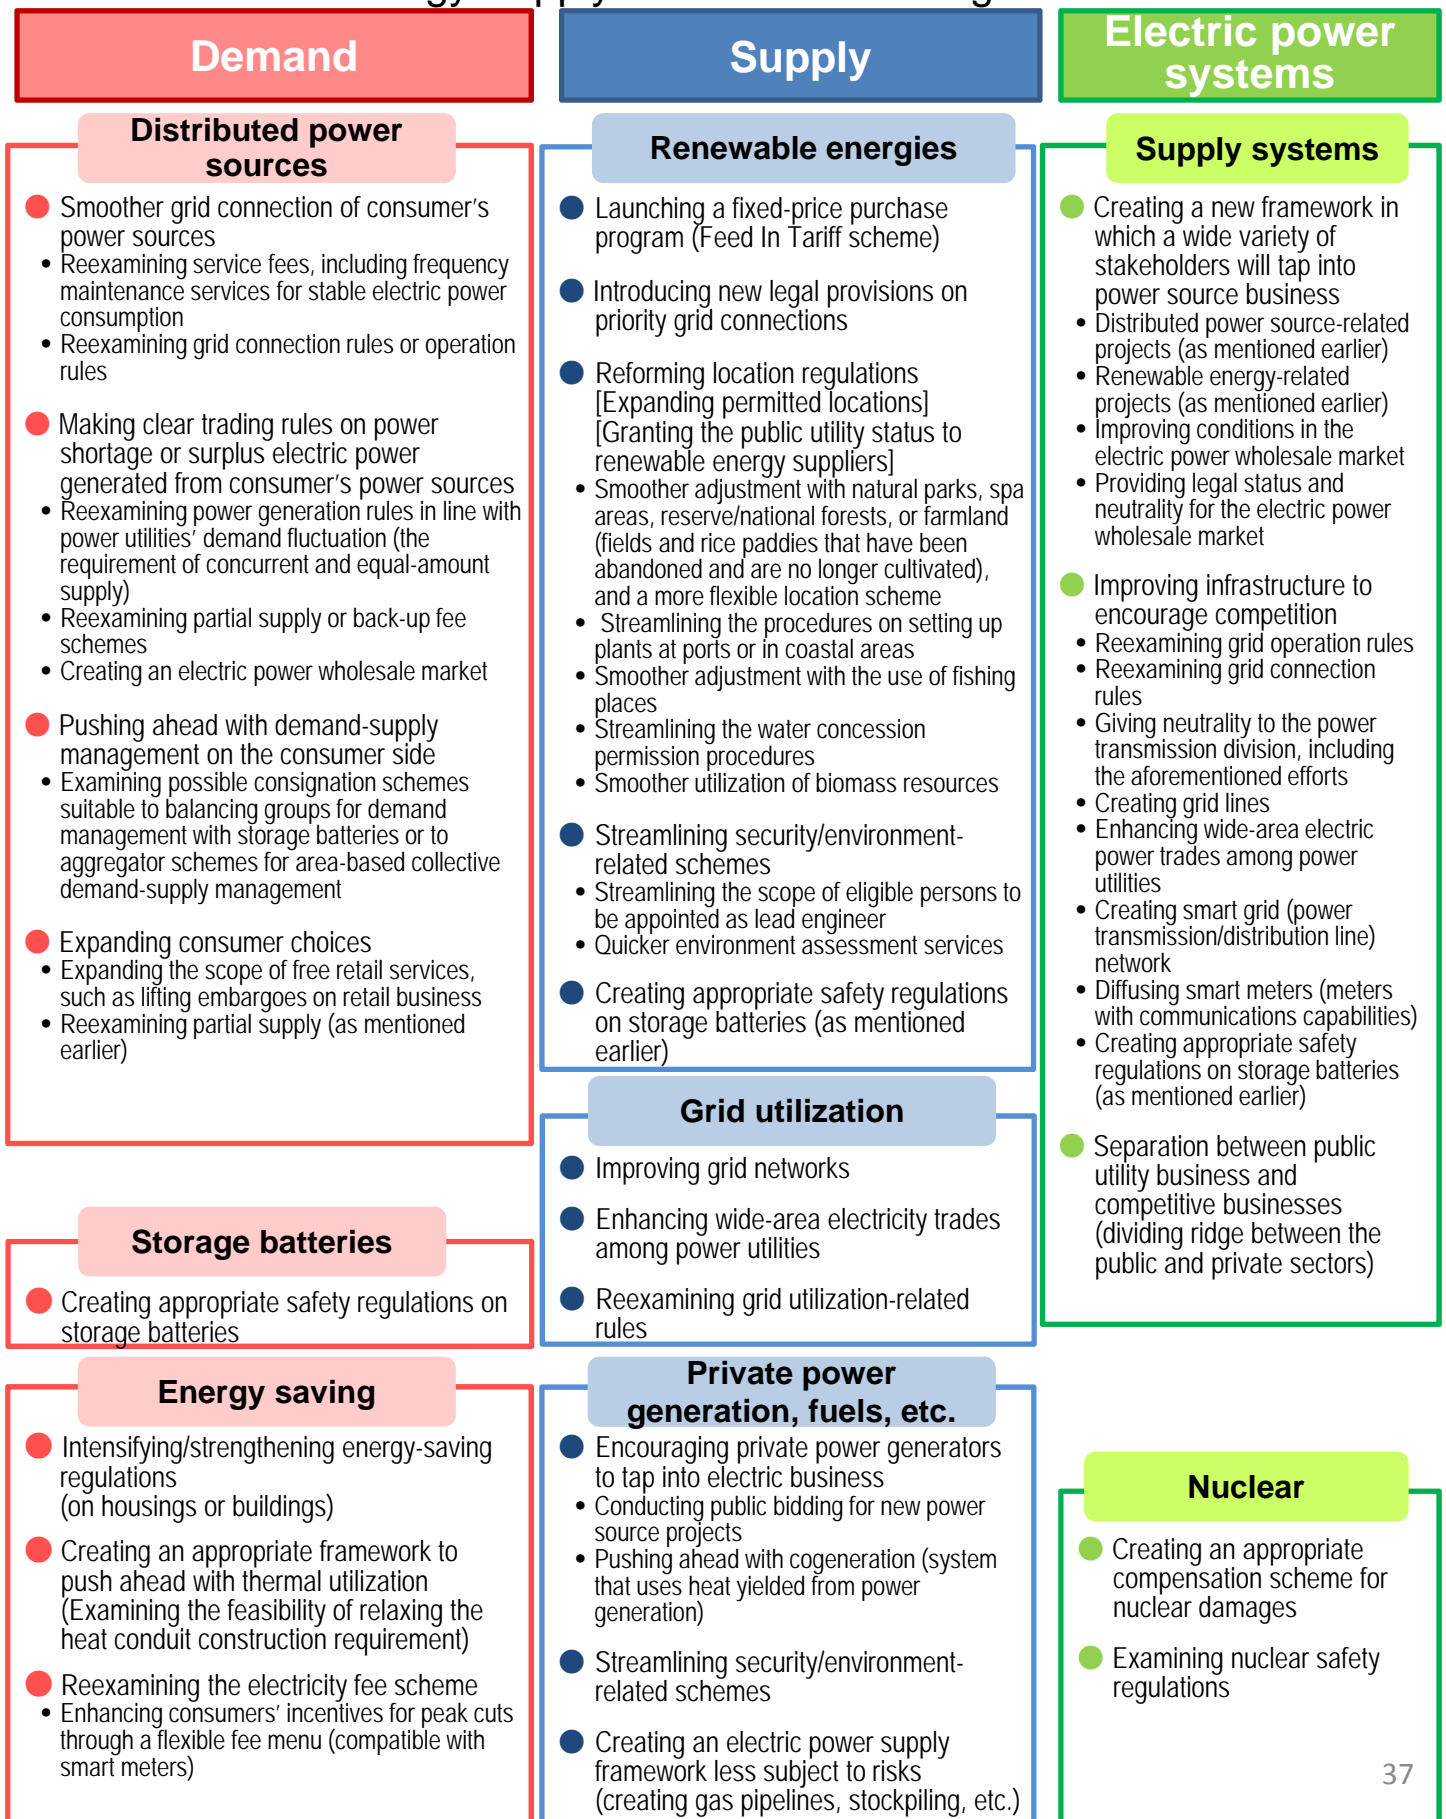 Demand
Distributed power
sources
● Smoother grid connection of consumer's
power sources
• Reexamining service fees, including frequency
maintenance services for stable electric power
consumption
• Reexamining grid connection rules or operation
rules
● Making clear trading rules on power
shortage or surplus electric power
generated from consumer's power sources
• Reexamining power generation rules in line with
power utilities' demand fluctuation (the
requirement of concurrent and equal-amount
supply)
• Reexamining partial supply or back-up fee
schemes
• Creating an electric power wholesale market
● Pushing ahead with demand-supply
management on the consumer side
• Examining possible consignation schemes
suitable to balancing groups for demand
management with storage batteries or to
aggregator schemes for area-based collective
demand-supply management
● Expanding consumer choices
• Expanding the scope of free retail services,
such as lifting embargoes on retail business
• Reexamining partial supply (as mentioned
earlier)
Storage batteries
● Creating appropriate safety regulations on
storage batteries
Energy saving
● Intensifying/strengthening energy-saving
regulations
(on housings or buildings)
● Creating an appropriate framework to
push ahead with thermal utilization
(Examining the feasibility of relaxing the
heat conduit construction requirement)
● Reexamining the electricity fee scheme
• Enhancing consumers' incentives for peak cuts
through a flexible fee menu (compatible with
smart meters)
Supply
Renewable energies
● Launching a fixed-price purchase
program (Feed In Tariff scheme)
● Introducing new legal provisions on
priority grid connections
● Reforming location regulations
[Expanding permitted locations]
[Granting the public utility status to
renewable energy suppliers]
• Smoother adjustment with natural parks, spa
areas, reserve/national forests, or farmland
(fields and rice paddies that have been
abandoned and are no longer cultivated),
and a more flexible location scheme
• Streamlining the procedures on setting up
plants at ports or in coastal areas
• Smoother adjustment with the use of fishing
places
• Streamlining the water concession
permission procedures
• Smoother utilization of biomass resources
● Streamlining security/environment-
related schemes
• Streamlining the scope of eligible persons to
be appointed as lead engineer
• Quicker environment assessment services
● Creating appropriate safety regulations
on storage batteries (as mentioned
earlier)
Grid utilization
● Improving grid networks
● Enhancing wide-area electricity trades
among power utilities
● Reexamining grid utilization-related
rules
Private power
generation, fuels, etc.
● Encouraging private power generators
to tap into electric business
• Conducting public bidding for new power
source projects
• Pushing ahead with cogeneration (system
that uses heat yielded from power
generation)
● Streamlining security/environment-
related schemes
● Creating an electric power supply
framework less subject to risks
(creating gas pipelines, stockpiling, etc.)
Electric power
systems
Supply systems
● Creating a new framework in
which a wide variety of
stakeholders will tap into
power source business
• Distributed power source-related
projects (as mentioned earlier)
• Renewable energy-related
projects (as mentioned earlier)
• Improving conditions in the
electric power wholesale market
• Providing legal status and
neutrality for the electric power
wholesale market
● Improving infrastructure to
encourage competition
• Reexamining grid operation rules
• Reexamining grid connection
rules
• Giving neutrality to the power
transmission division, including
the aforementioned efforts
• Creating grid lines
• Enhancing wide-area electric
power trades among power
utilities
• Creating smart grid (power
transmission/distribution line)
network
• Diffusing smart meters (meters
with communications capabilities)
• Creating appropriate safety
regulations on storage batteries
(as mentioned earlier)
● Separation between public
utility business and
competitive businesses
(dividing ridge between the
public and private sectors)
Nuclear
● Creating an appropriate
compensation scheme for
nuclear damages
● Examining nuclear safety
regulations
37